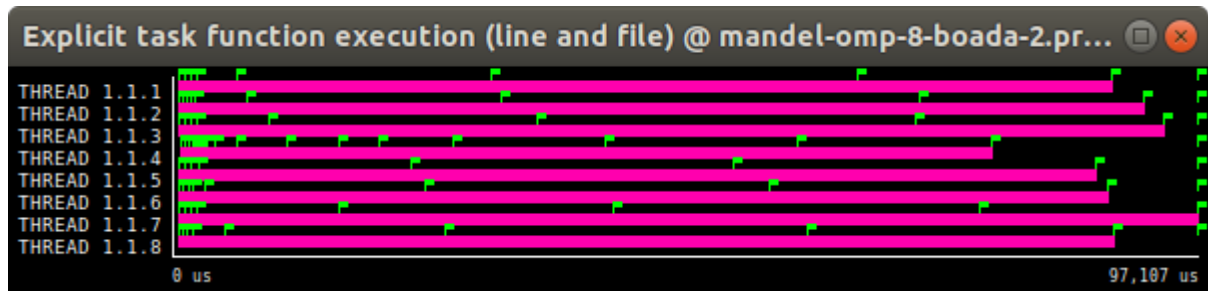 Explicit task function execution (line and file) @ mandel-omp-8-boada-2.pr...
THREAD 1.1.1
THREAD 1.1.2
THREAD 1.1.3
THREAD 1.1.4
THREAD 1.1.5
THREAD 1.1.6
THREAD 1.1.7
THREAD 1.1.8
0 us 97,107 us